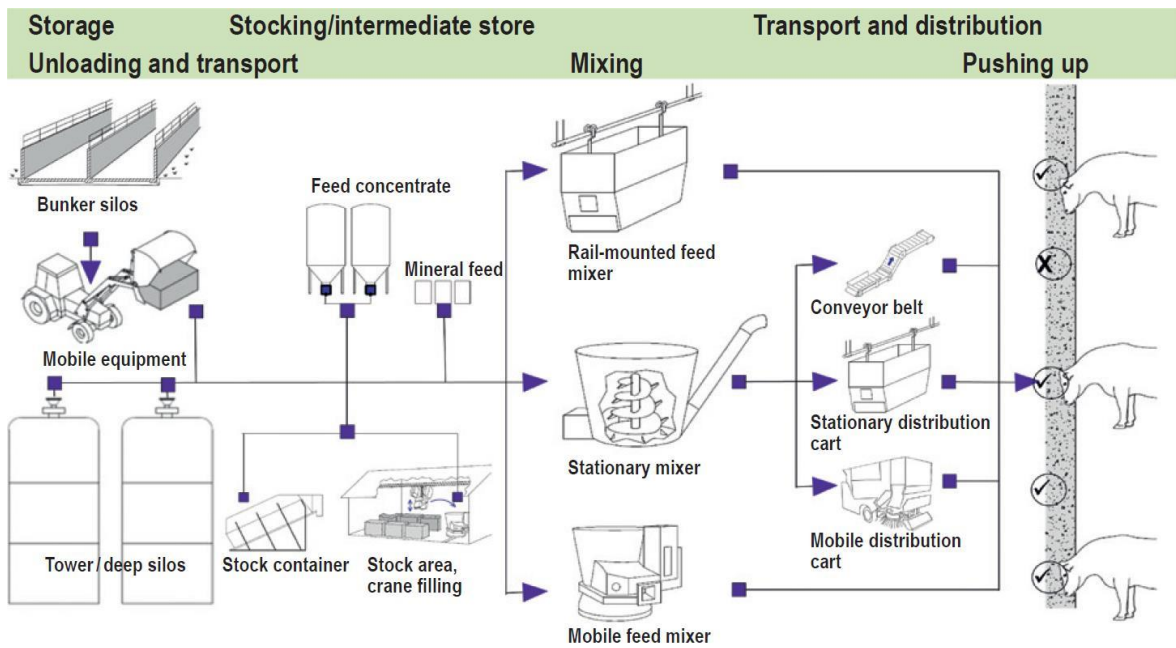 Storage
Stocking/intermediate store
Transport and distribution
Unloading and transport
Mixing
Pushing up
Bunker silos
Mobile equipment
Tower/deep silos
Feed concentrate
Mineral feed
Stock container
Stock area,
crane filling
Rail-mounted feed
mixer
Stationary mixer
Mobile feed mixer
Conveyor belt
Stationary distribution
cart
Mobile distribution
cart